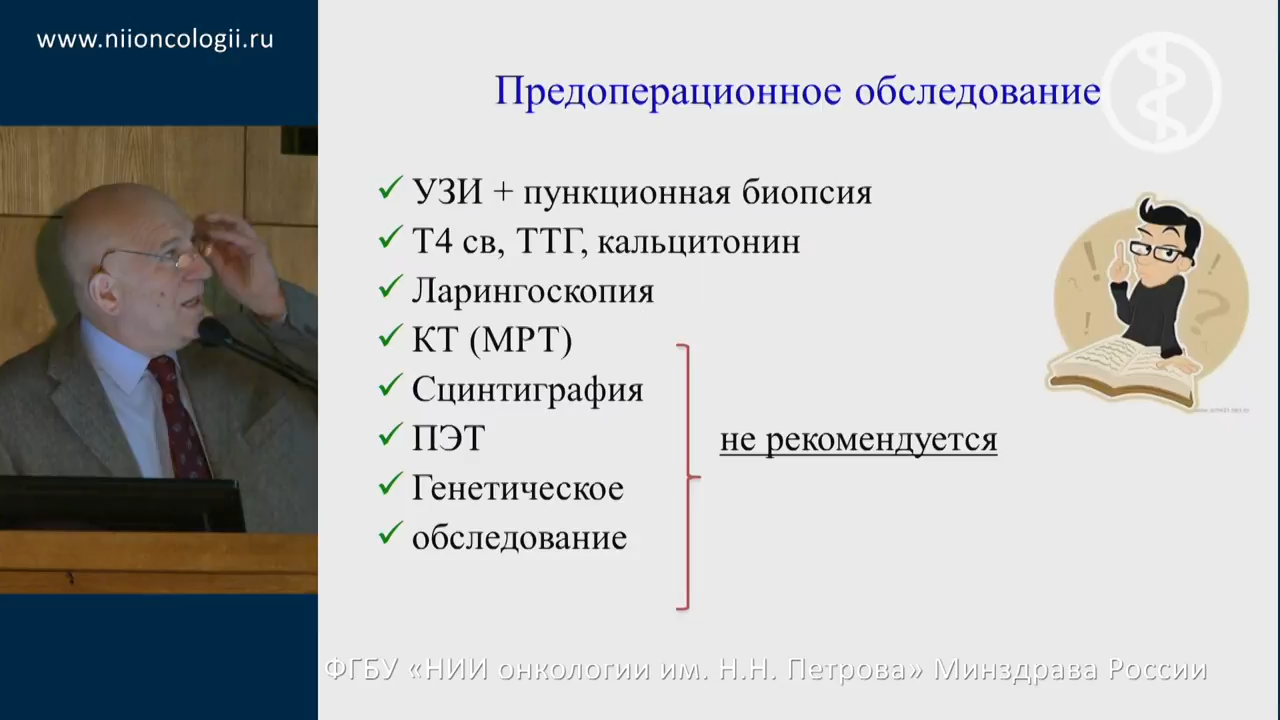 www.niioncologii.ru
Предоперационное обследование
УЗИ + пункционная биопсия
Т4 св, ТТГ, кальцитонин
Ларингоскопия
КТ (МРТ)
Сцинтиграфия
ПЭТ
не рекомендуется
Генетическое
обследование
ФГБУ «НИИ онкологии им. Н.Н. Петрова» Минздрава России